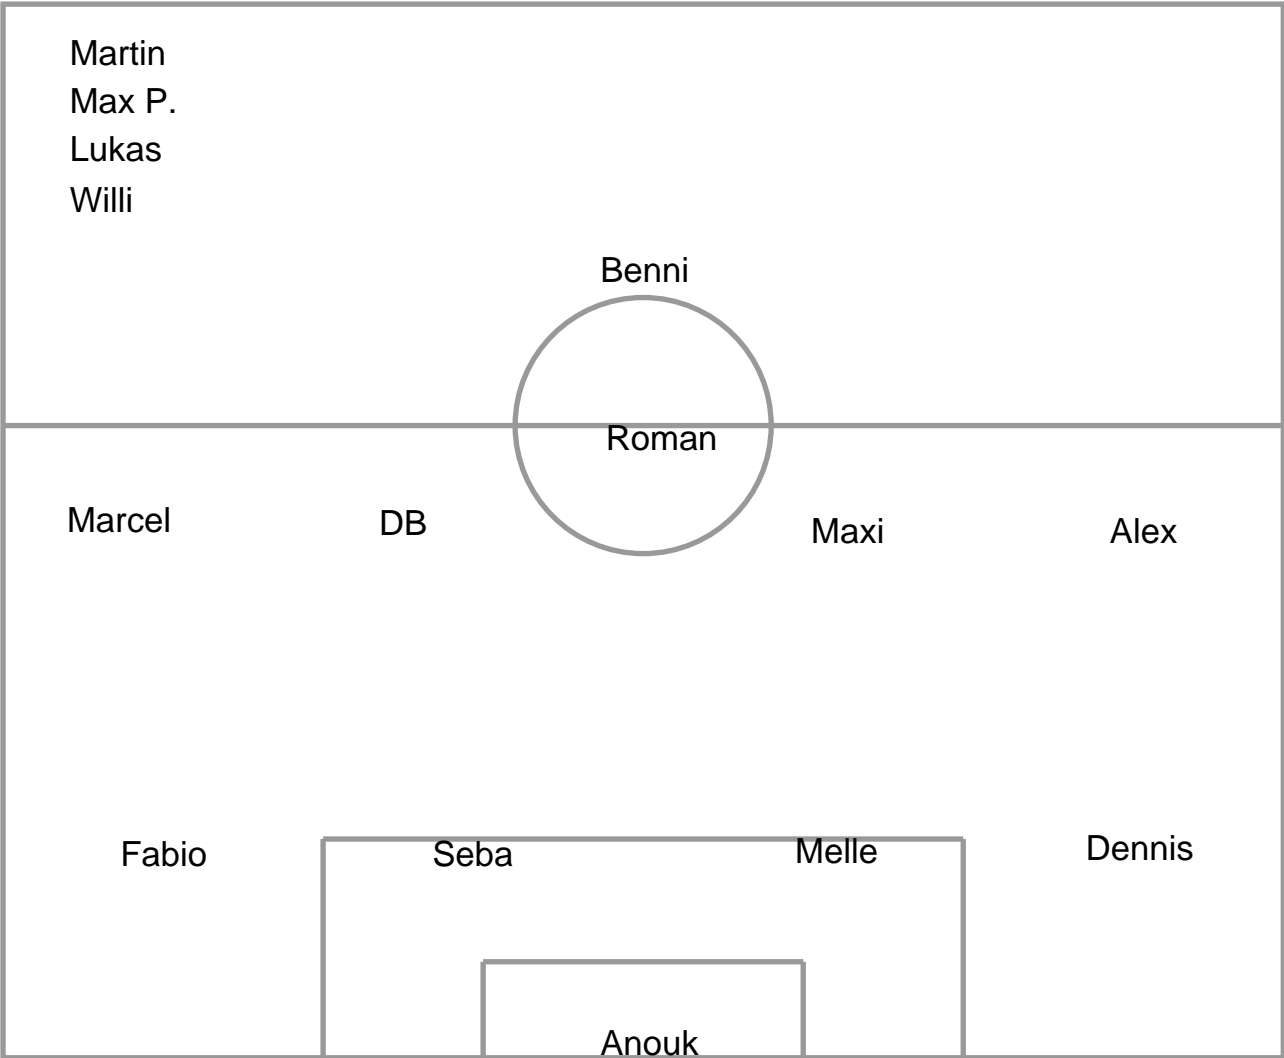 Martin
Max P.
Lukas
Willi
Benni
Roman
Marcel DB Maxi Alex
Fabio Seba Melle Dennis
Anouk